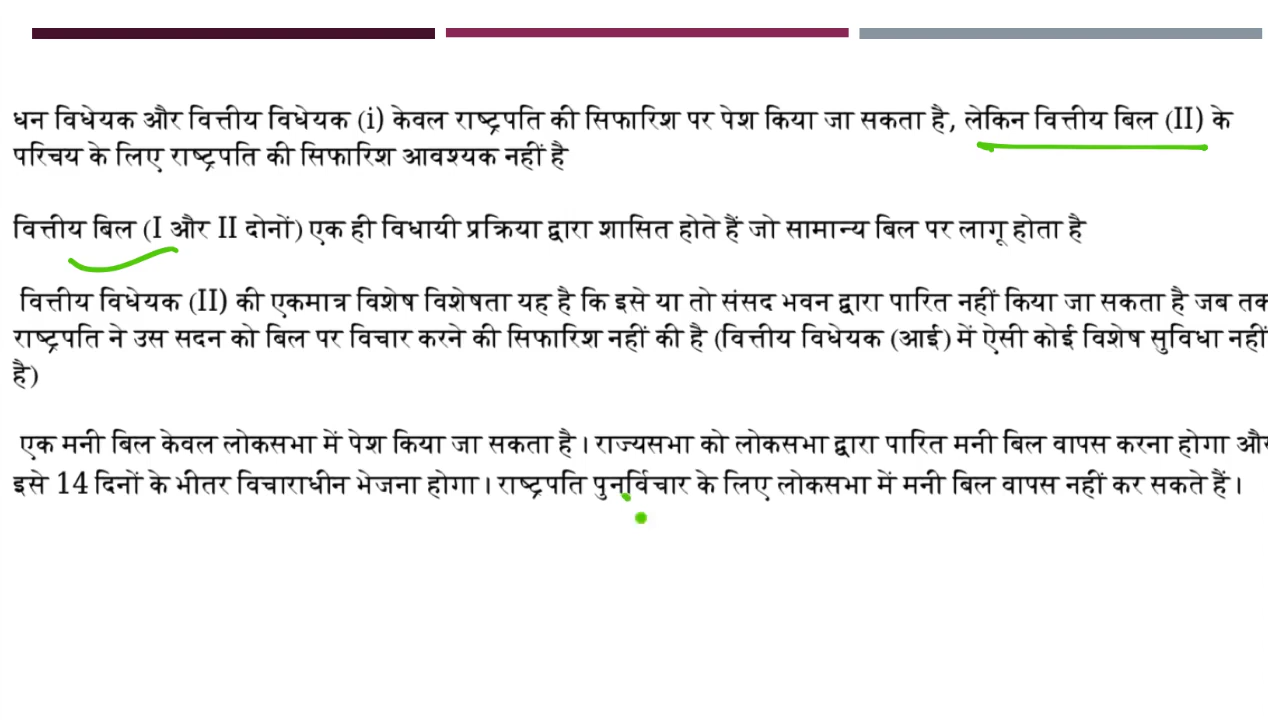 धन विधेयक और वित्तीय विधेयक (i) केवल राष्ट्रपति की सिफारिश पर पेश किया जा सकता है, लेकिन वित्तीय बिल (II) के
परिचय के लिए राष्ट्रपति की सिफारिश आवश्यक नहीं है
वित्तीय बिल (I और II दोनों) एक ही विधायी प्रक्रिया द्वारा शासित होते हैं जो सामान्य बिल पर लागू होता है
वित्तीय विधेयक (II) की एकमात्र विशेष विशेषता यह है कि इसे या तो संसद भवन द्वारा पारित नहीं किया जा सकता है जब तक
राष्ट्रपति ने उस सदन को बिल पर विचार करने की सिफारिश नहीं की है (वित्तीय विधेयक (आई) में ऐसी कोई विशेष सुविधा नहीं
है)
एक मनी बिल केवल लोकसभा में पेश किया जा सकता है। राज्यसभा को लोकसभा द्वारा पारित मनी बिल वापस करना होगा और
इसे 14 दिनों के भीतर विचाराधीन भेजना होगा। राष्ट्रपति पुनर्विचार के लिए लोकसभा में मनी बिल वापस नहीं कर सकते हैं।